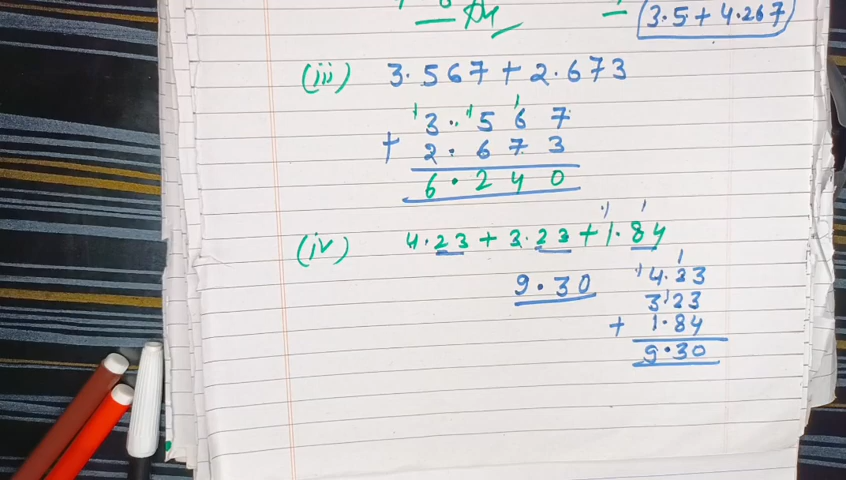 (3.5 + 4.267)
(iii) 3.567 + 2.673
3.567
+ 2.673
6.240
(iv) 4.23 + 3.23 + 1.84
9.30
4.23
3.23
+ 1.84
9.30